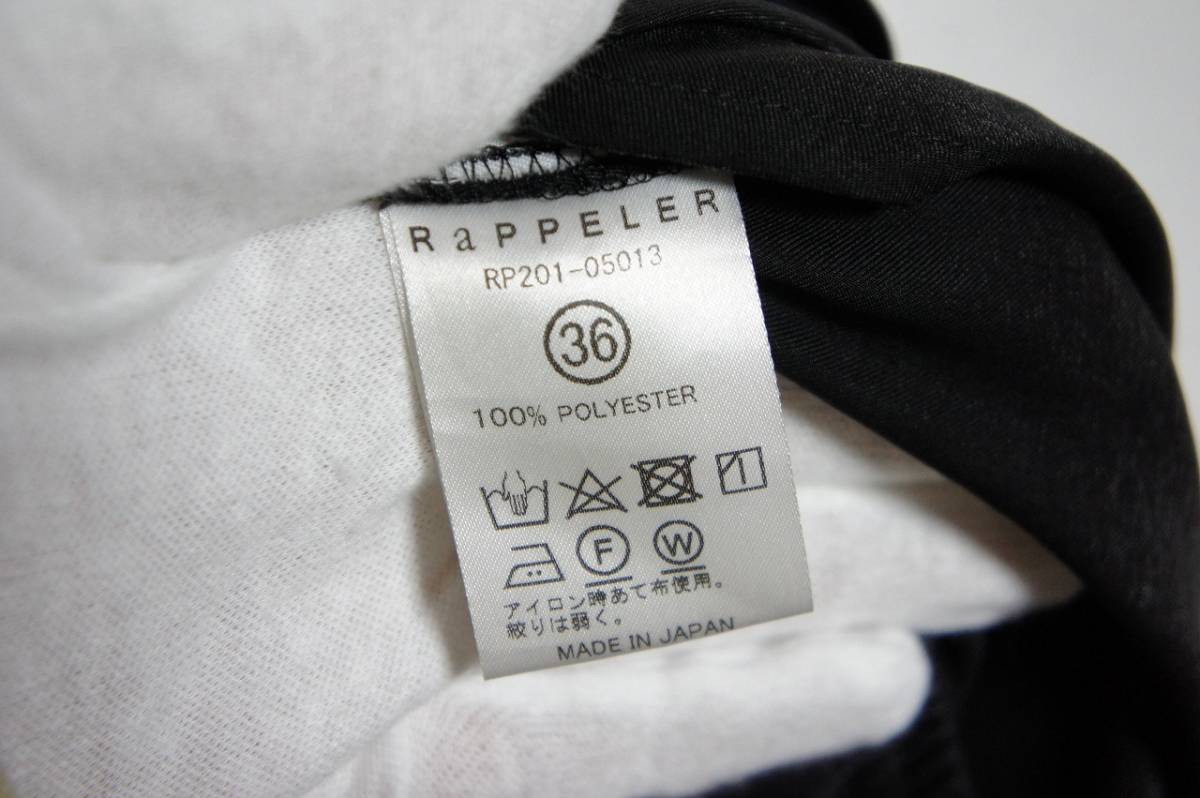 RaPPELER
RP201-05013
36
100% POLYESTER
F W
アイロン時あて布使用。
絞りは弱く。
MADE IN JAPAN